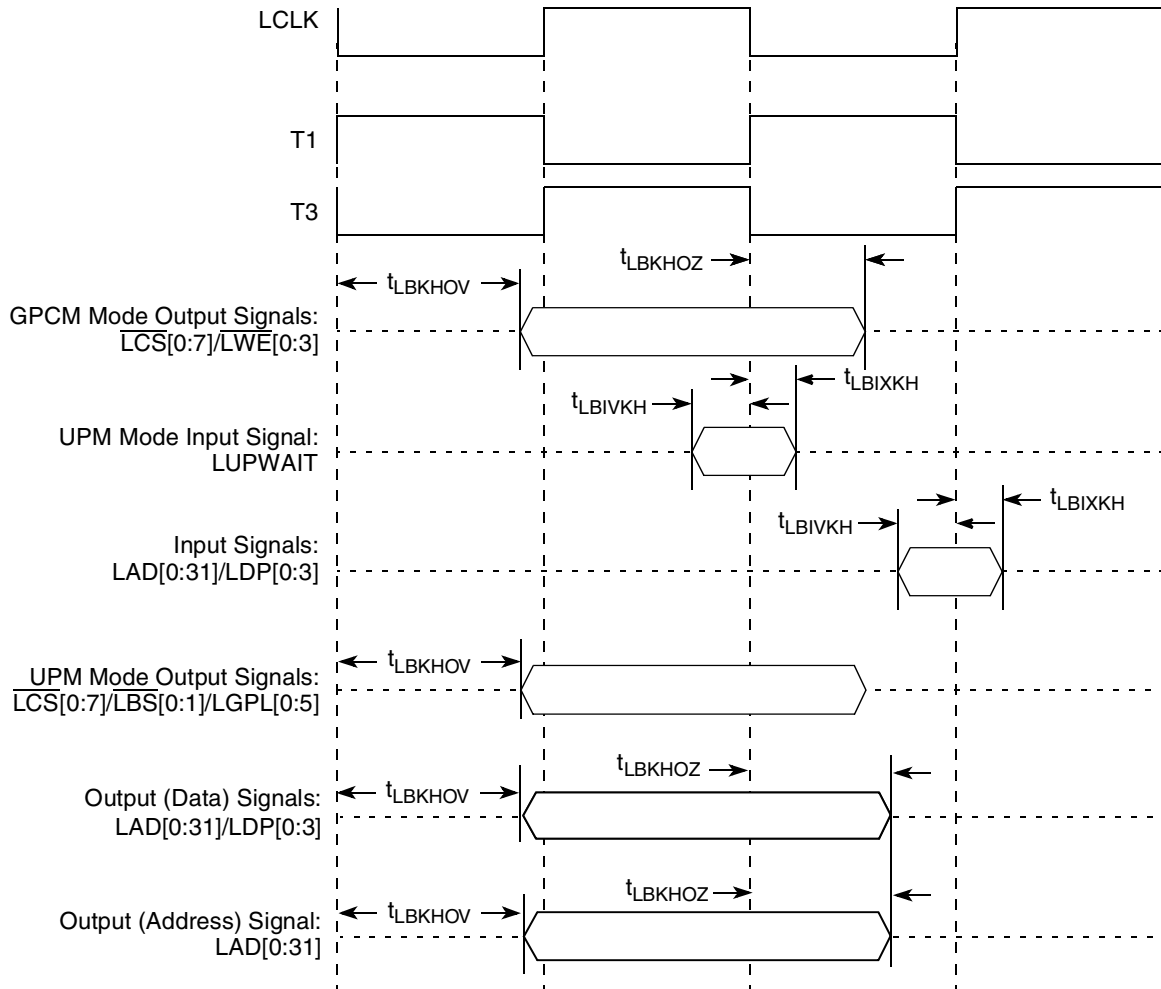 LCLK
T1
T3
tLBKHOZ
tLBKHOV
GPCM Mode Output Signals:
LCS[0:7]/LWE[0:3]
tLBIXKH
tLBIVKH
UPM Mode Input Signal:
LUPWAIT
tLBIXKH
tLBIVKH
Input Signals:
LAD[0:31]/LDP[0:3]
tLBKHOV
UPM Mode Output Signals:
LCS[0:7]/LBS[0:1]/LGPL[0:5]
tLBKHOZ
tLBKHOV
Output (Data) Signals:
LAD[0:31]/LDP[0:3]
tLBKHOZ
tLBKHOV
Output (Address) Signal:
LAD[0:31]